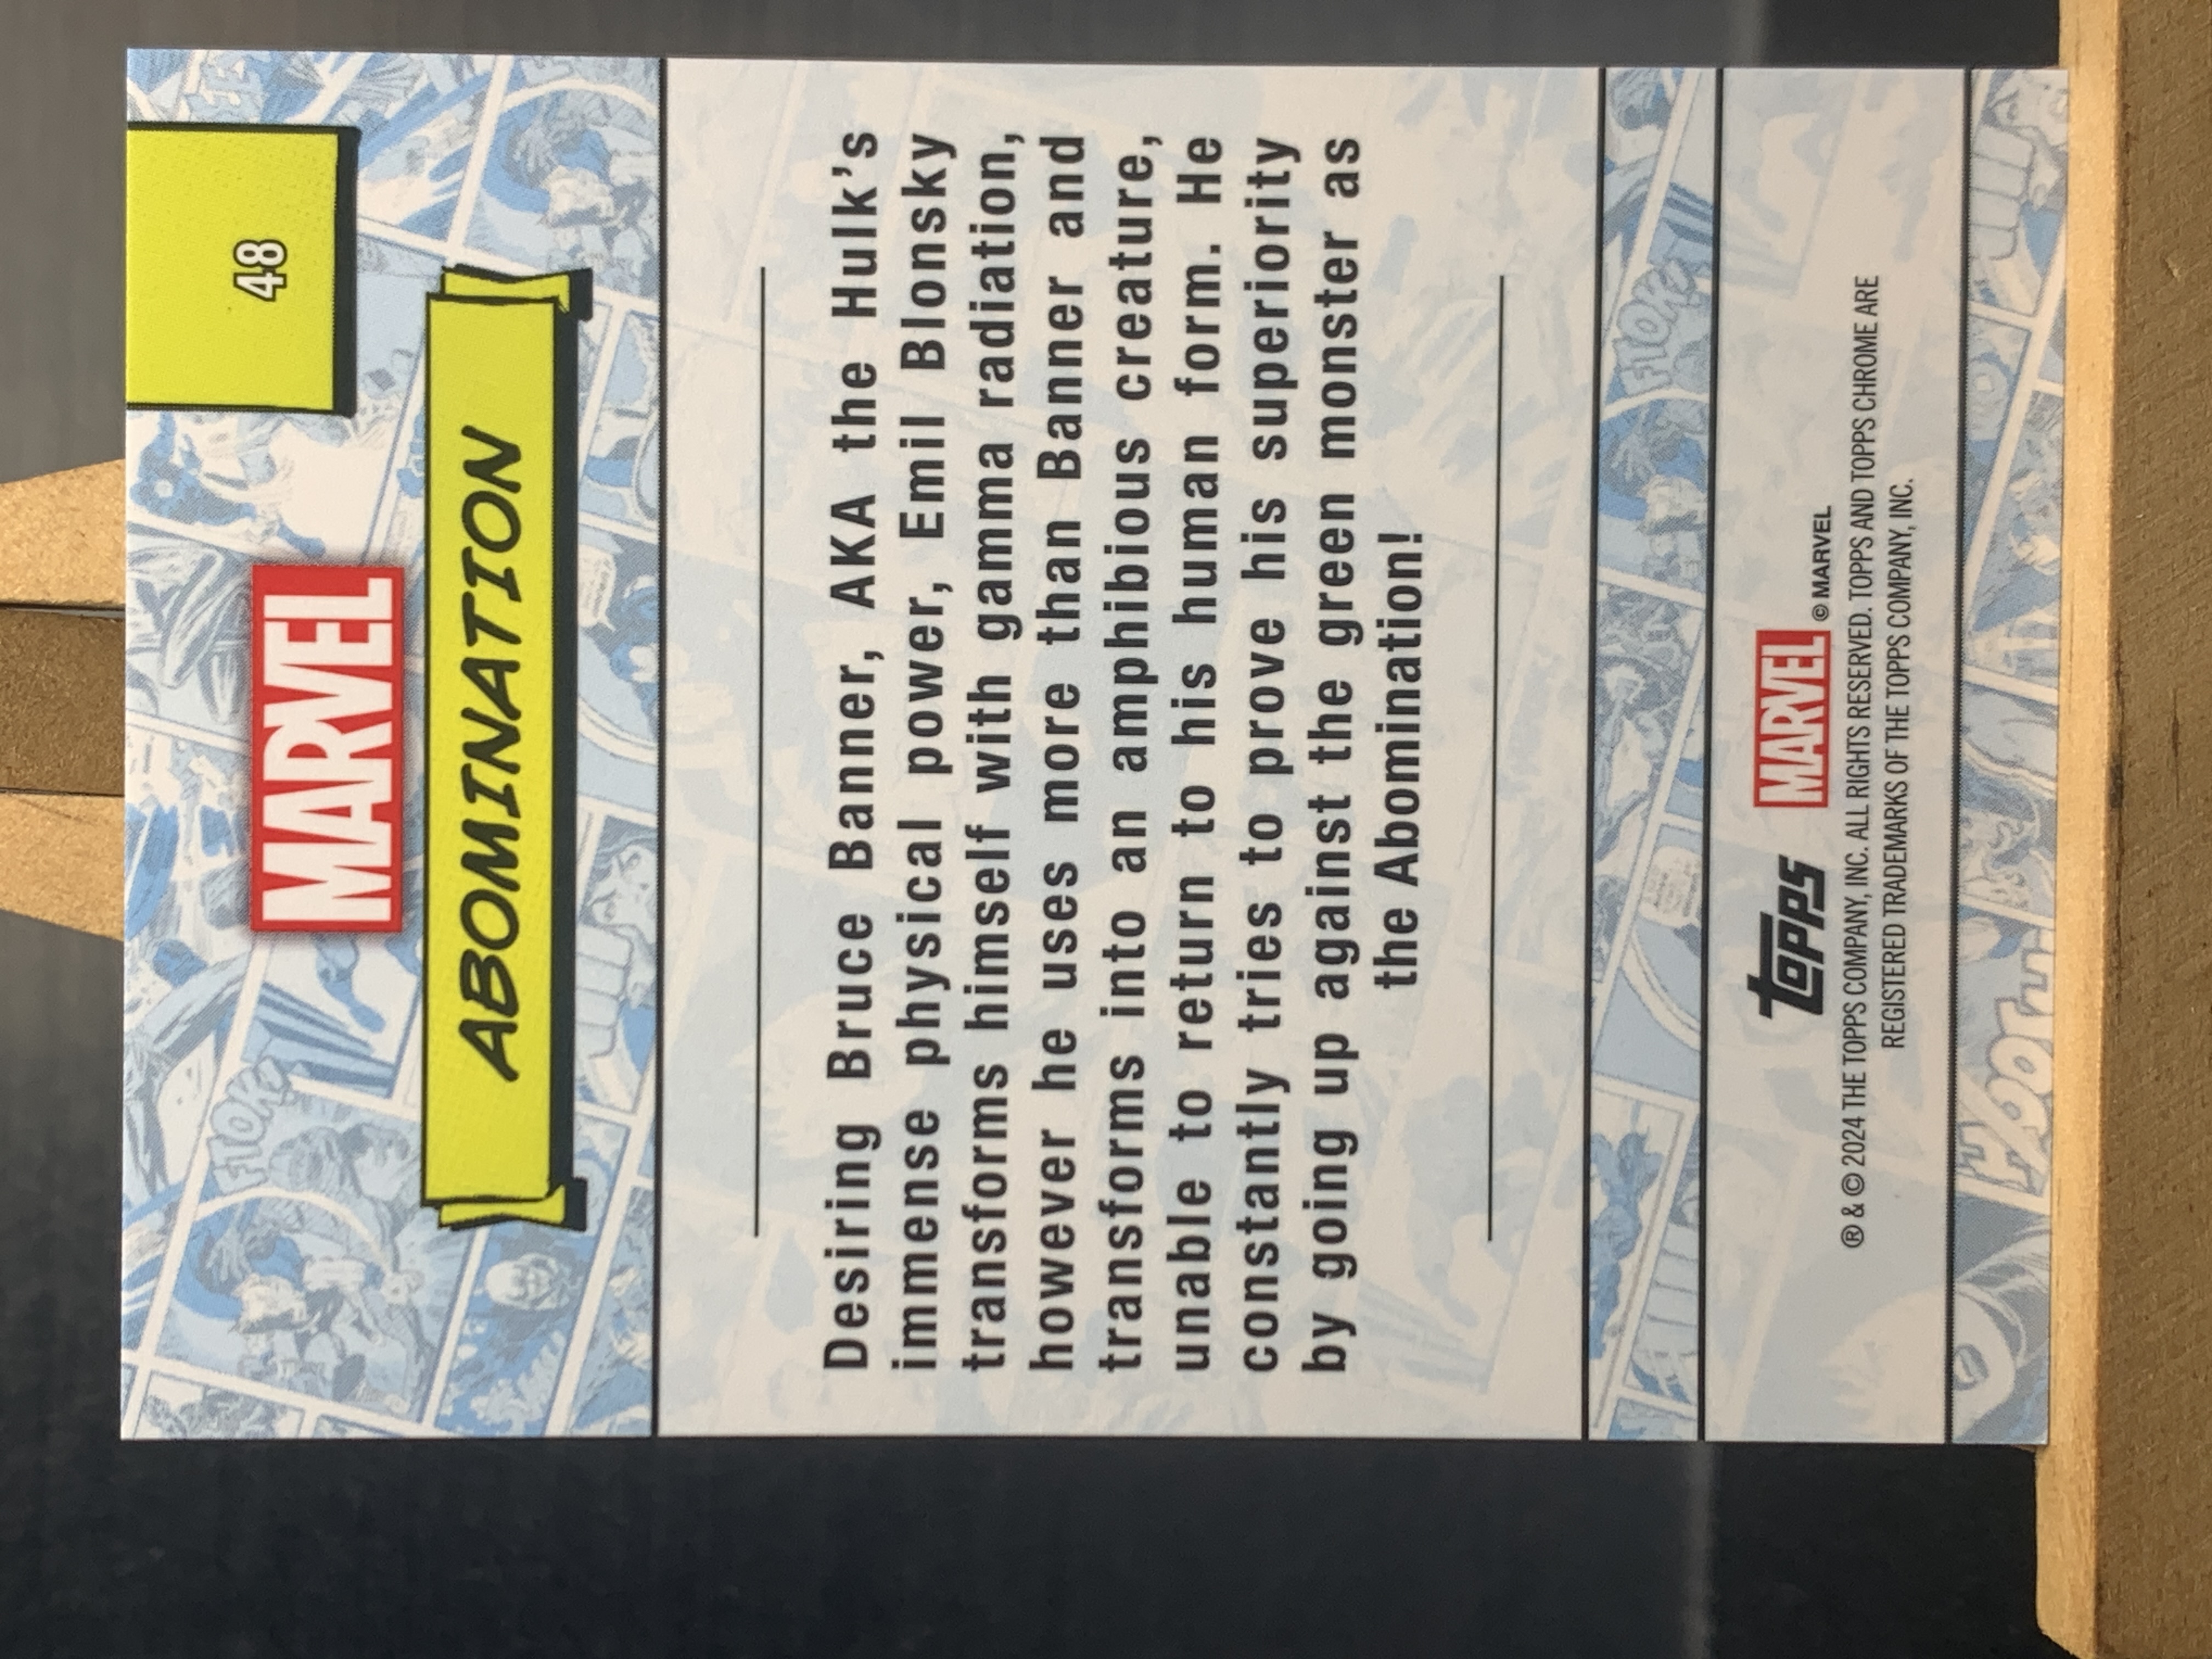 48
MARVEL
ABOMINATION
Desiring Bruce Banner, AKA the Hulk's
immense physical power, Emil Blonsky
transforms himself with gamma radiation,
however he uses more than Banner and
transforms into an amphibious creature,
unable to return to his human form. He
constantly tries to prove his superiority
by going up against the green monster as
the Abomination!
FLOK!
FLOK!
topps MARVEL © MARVEL
® & © 2024 THE TOPPS COMPANY, INC. ALL RIGHTS RESERVED. TOPPS AND TOPPS CHROME ARE
REGISTERED TRADEMARKS OF THE TOPPS COMPANY, INC.